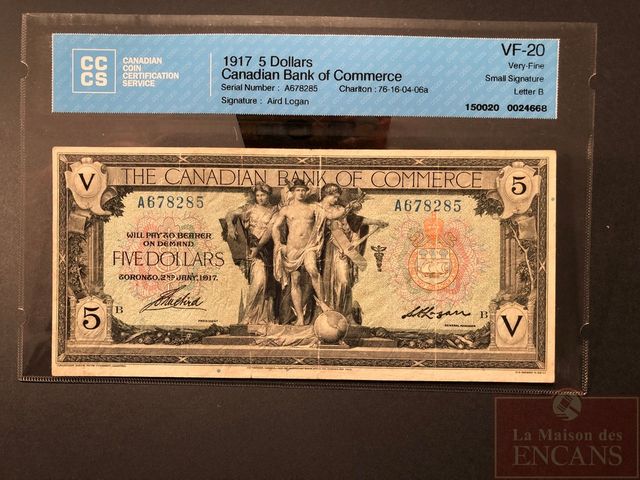 CC
CS
CANADIAN
COIN
CERTIFICATION
SERVICE
1917 5 Dollars
Canadian Bank of Commerce
Serial Number : A678285 Charlton : 76-16-04-06a
Signature : Aird Logan
VF-20
Very-Fine
Small Signature
Letter B
150020 0024668
V
THE CANADIAN BANK OF COMMERCE
5
A678285
A678285
WILL PAY TO BEARER
ON DEMAND
FIVE DOLLARS
TORONTO, 2ND JANY, 1917.
PRESIDENT
GENERAL MANAGER
B
B
5
V
La Maison des
ENCANS